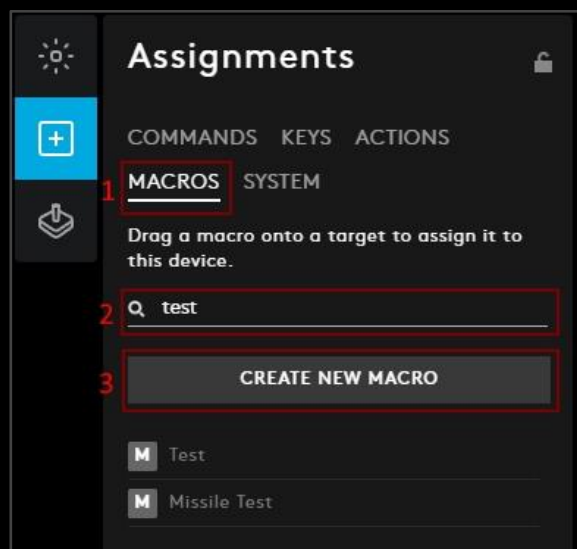 Assignments
COMMANDS KEYS ACTIONS
1 MACROS SYSTEM
Drag a macro onto a target to assign it to
this device.
2 test
3 CREATE NEW MACRO
M Test
M Missile Test